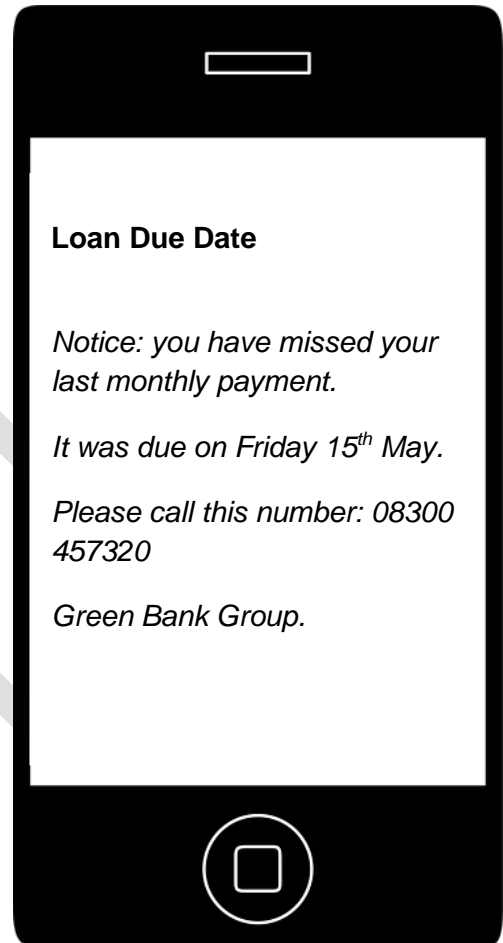 Loan Due Date
Notice: you have missed your
last monthly payment.
It was due on Friday 15th May.
Please call this number: 08300
457320
Green Bank Group.